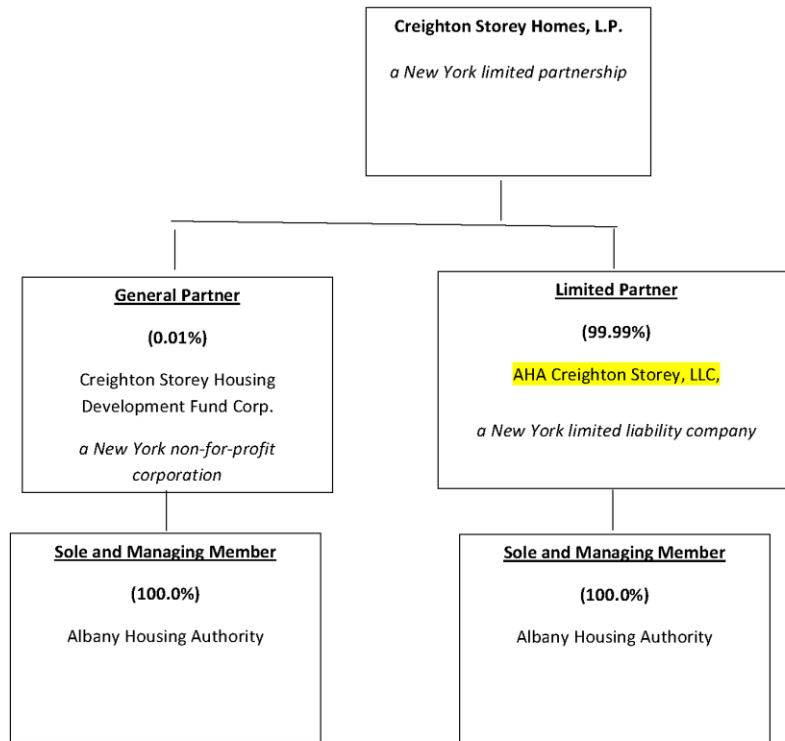 Creighton Storey Homes, L.P.
a New York limited partnership
General Partner
(0.01%)
Creighton Storey Housing
Development Fund Corp.
a New York non-for-profit
corporation
Limited Partner
(99.99%)
AHA Creighton Storey, LLC,
a New York limited liability company
Sole and Managing Member
(100.0%)
Albany Housing Authority
Sole and Managing Member
(100.0%)
Albany Housing Authority